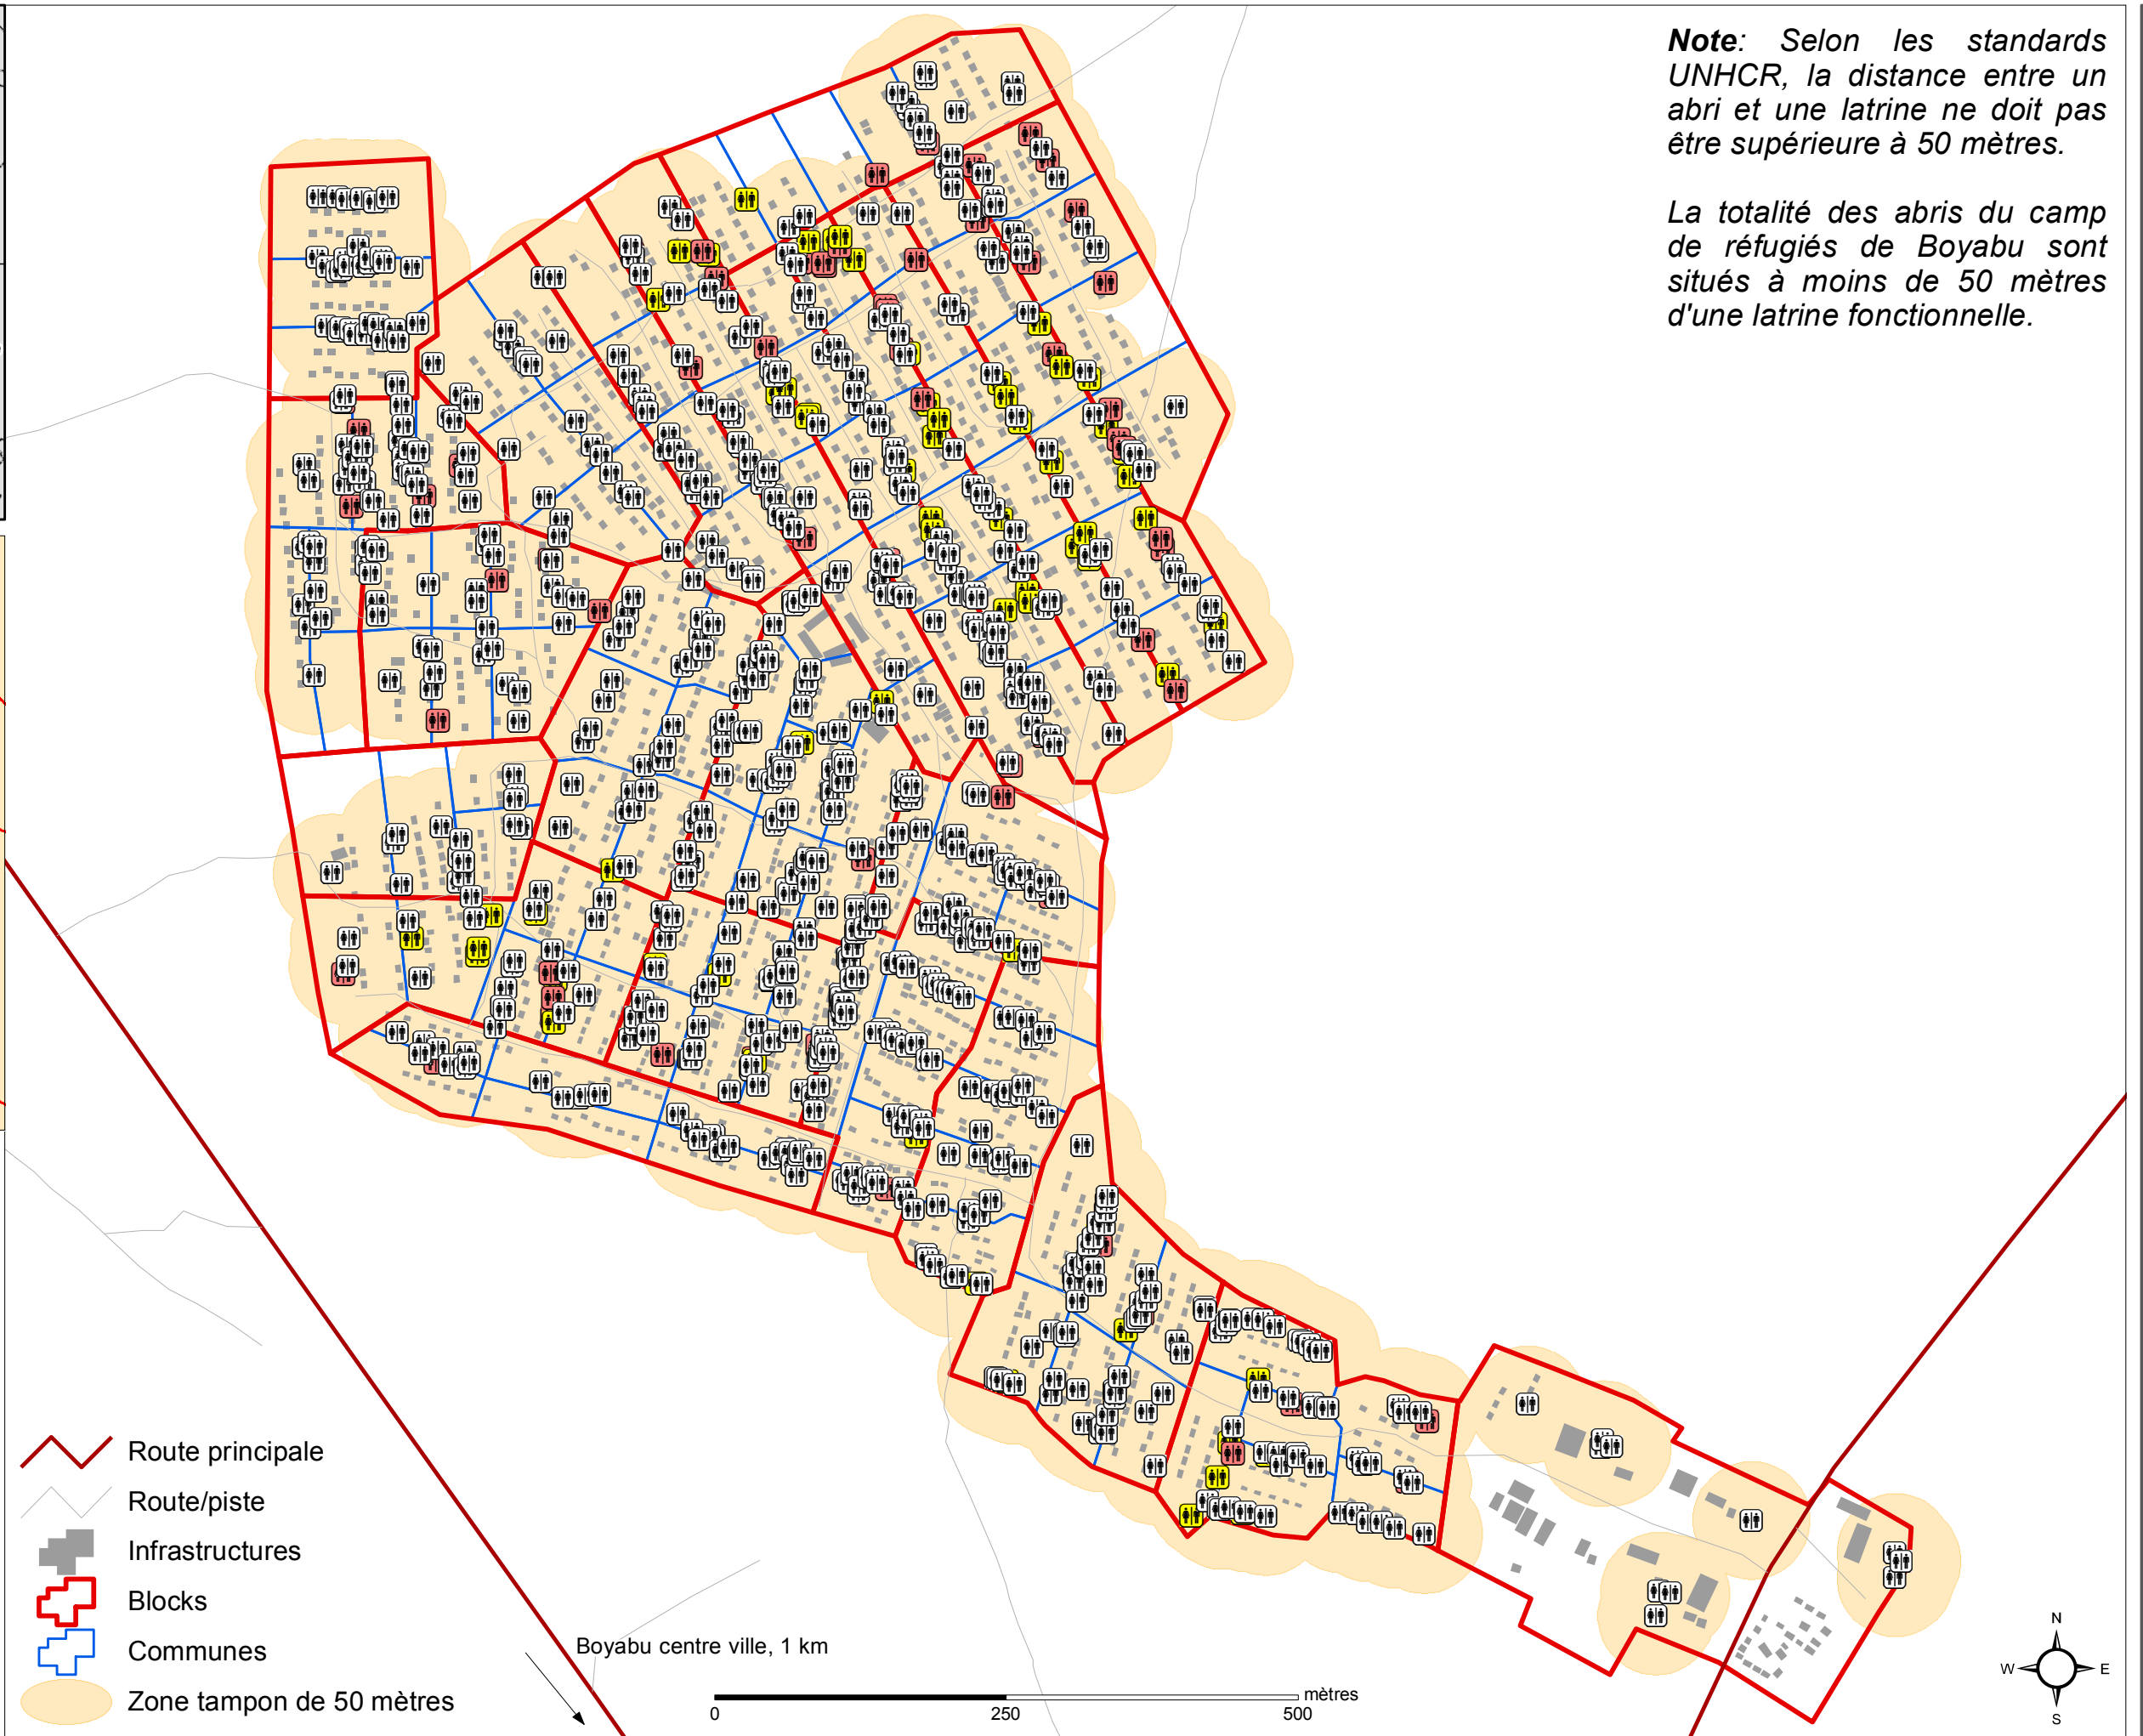 Note: Selon les standards
UNHCR, la distance entre un
abri et une latrine ne doit pas
être supérieure à 50 mètres.
La totalité des abris du camp
de réfugiés de Boyabu sont
situés à moins de 50 mètres
d'une latrine fonctionnelle.
Route principale
Route/piste
Infrastructures
Blocks
Communes
Zone tampon de 50 mètres
Boyabu centre ville, 1 km
mètres
0 250 500
N
W E
S